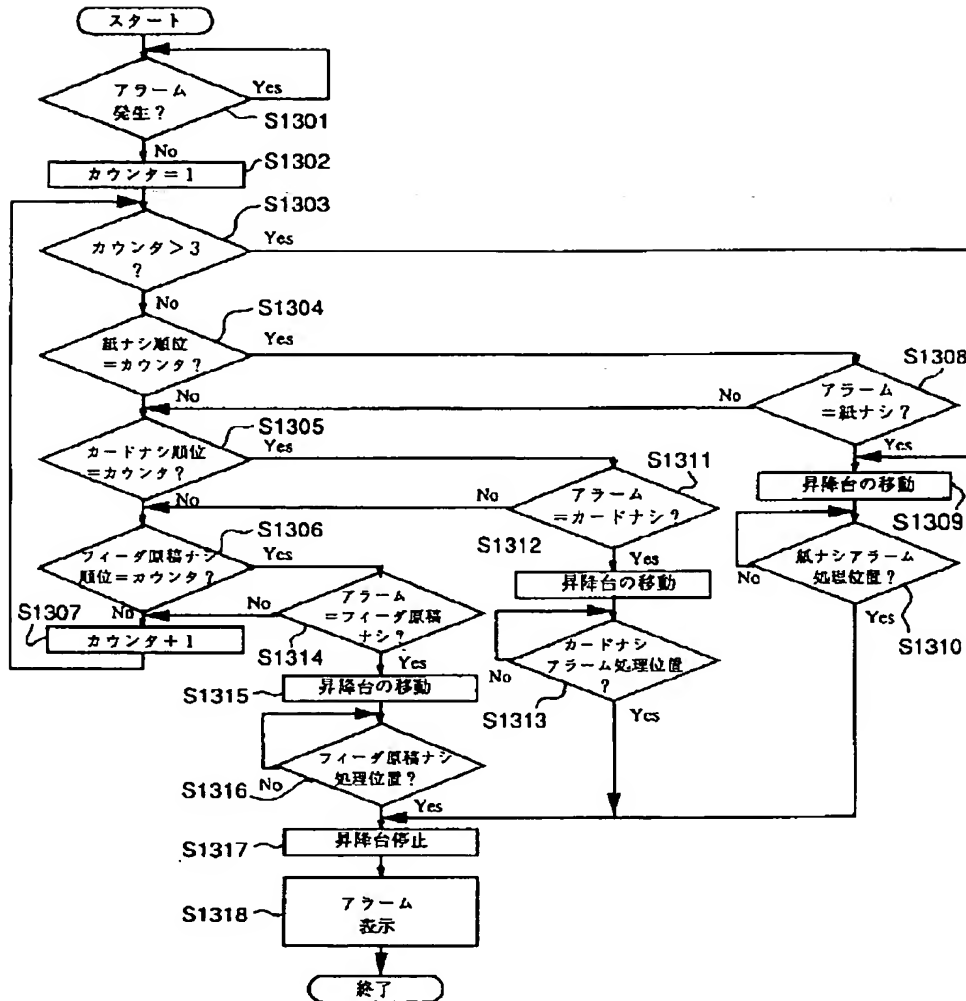 スタート
アラーム
発生?
Yes
S1301
No
S1302
カウンタ=1
S1303
カウンタ>3
?
Yes
No
S1304
紙ナシ順位
=カウンタ?
Yes
No
S1308
アラーム
=紙ナシ?
No
Yes
S1305
カードナシ順位
=カウンタ?
Yes
No
S1311
アラーム
=カードナシ?
No
Yes
昇降台の移動
S1309
S1306
フィーダ原稿ナシ
順位=カウンタ?
Yes
No
S1312
昇降台の移動
紙ナシアラーム
処理位置?
No
Yes
S1310
S1307
カウンタ+1
アラーム
=フィーダ原稿
ナシ?
No
S1314
Yes
カードナシ
アラーム処理位置
?
No
S1313
Yes
S1315
昇降台の移動
フィーダ原稿ナシ
処理位置?
S1316
No
Yes
S1317
昇降台停止
S1318
アラーム
表示
終了